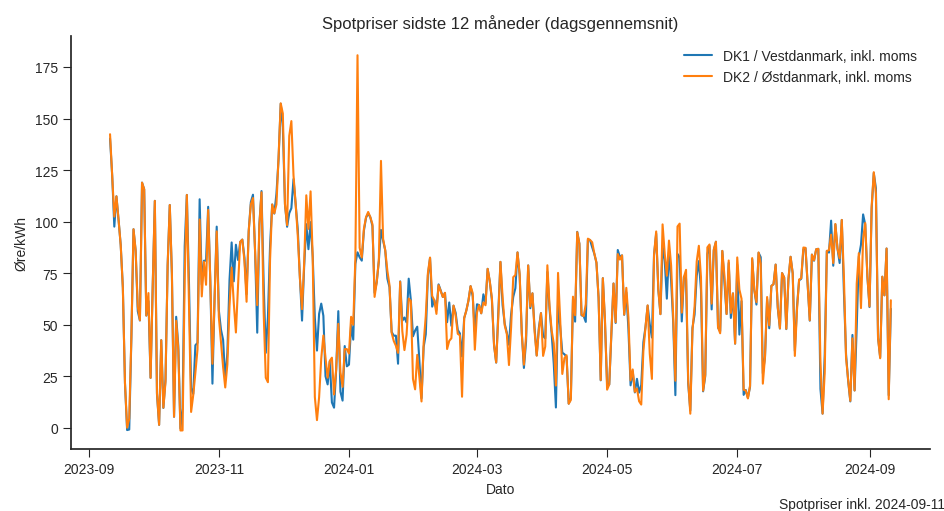 Spotpriser sidste 12 måneder (dagsgennemsnit)
DK1 / Vestdanmark, inkl. moms
DK2 / Østdanmark, inkl. moms
Øre/kWh
175
150
125
100
75
50
25
0
2023-09 2023-11 2024-01 2024-03 2024-05 2024-07 2024-09
Dato
Spotpriser inkl. 2024-09-11